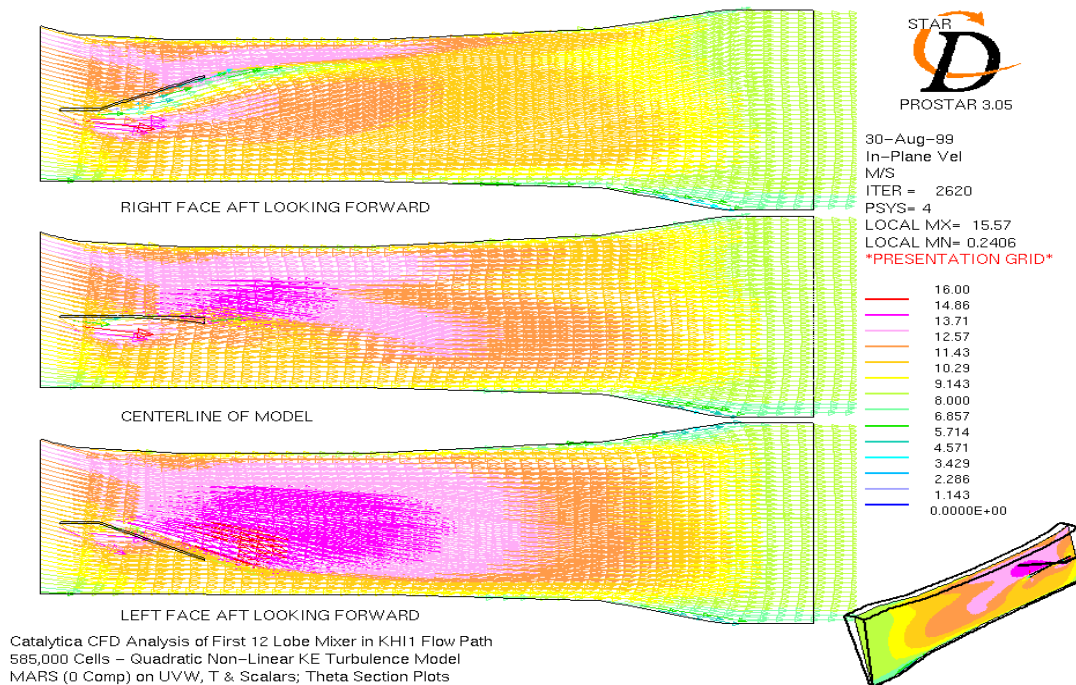 STAR
D
PROSTAR 3.05
30-Aug-99
In-Plane Vel
M/S
ITER = 2620
PSYS= 4
LOCAL MX= 15.57
LOCAL MN= 0.2406
*PRESENTATION GRID*
16.00
14.86
13.71
12.57
11.43
10.29
9.143
8.000
6.857
5.714
4.571
3.429
2.286
1.143
0.0000E+00
RIGHT FACE AFT LOOKING FORWARD
CENTERLINE OF MODEL
LEFT FACE AFT LOOKING FORWARD
Catalytica CFD Analysis of First 12 Lobe Mixer in KHI1 Flow Path
585,000 Cells - Quadratic Non-Linear KE Turbulence Model
MARS (0 Comp) on UVW, T & Scalars; Theta Section Plots